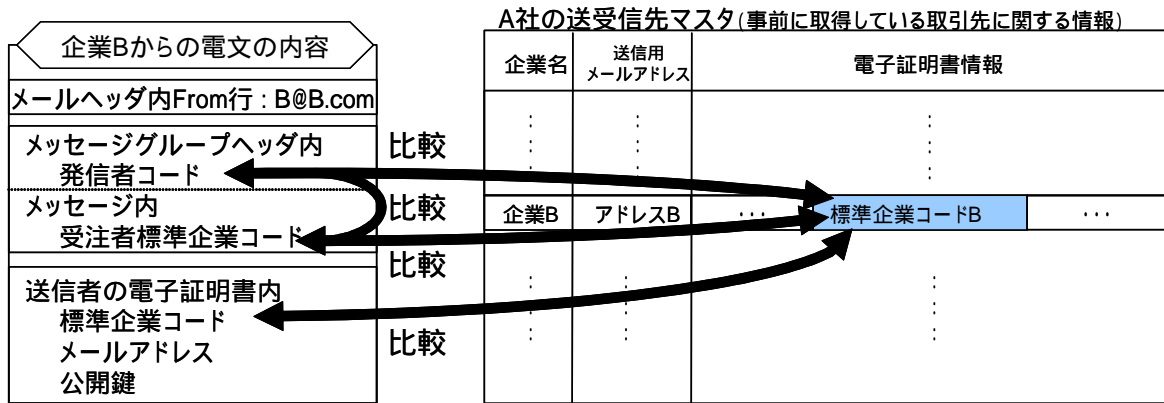 A社の送受信先マスタ(事前に取得している取引先に関する情報)
企業Bからの電文の内容
メールヘッダ内From行:B@B.com
メッセージグループヘッダ内
発信者コード
メッセージ内
受注者標準企業コード
送信者の電子証明書内
標準企業コード
メールアドレス
公開鍵
比較
比較
比較
比較
企業名
送信用
メールアドレス
電子証明書情報
企業B
アドレスB
・・・
標準企業コードB
・・・